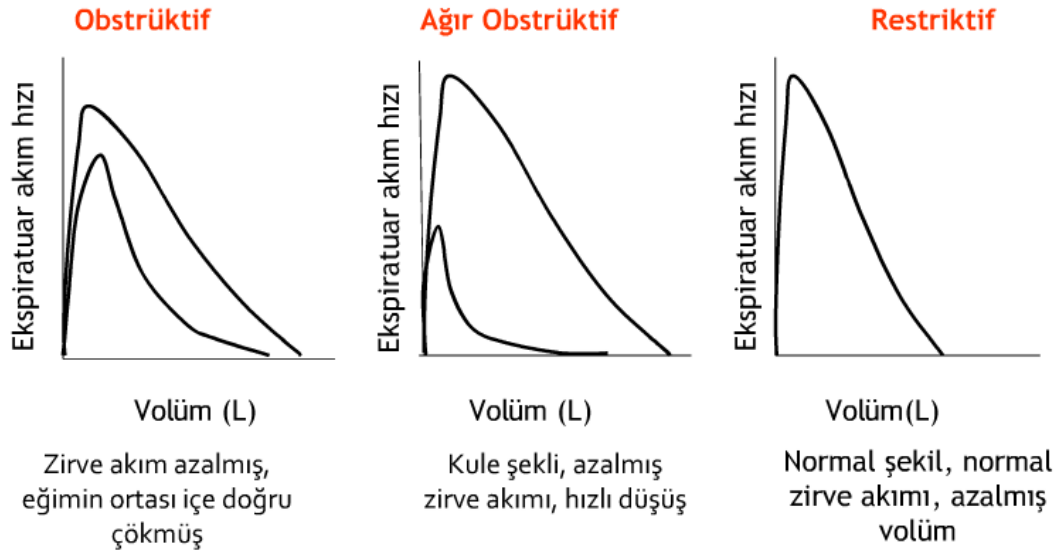 Obstrüktif
Ekspiratuar akım hızı
Volüm (L)
Zirve akım azalmış,
eğimin ortası içe doğru
çökmüş
Ağır Obstrüktif
Ekspiratuar akım hızı
Volüm (L)
Kule şekli, azalmış
zirve akımı, hızlı düşüş
Restriktif
Ekspiratuar akım hızı
Volüm(L)
Normal şekil, normal
zirve akımı, azalmış
volüm